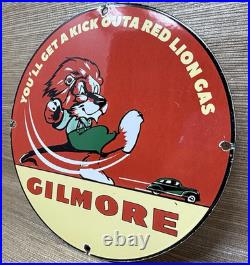 YOU'LL GET A KICK OUTA RED LION GAS
GILMORE